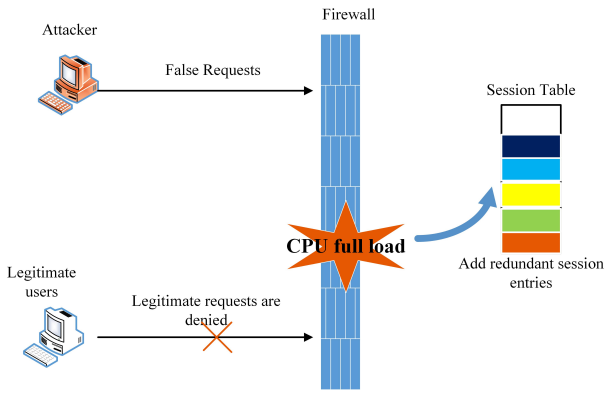 Firewall
Attacker
False Requests
Session Table
CPU full load
Add redundant session
entries
Legitimate
users
Legitimate requests are
denied